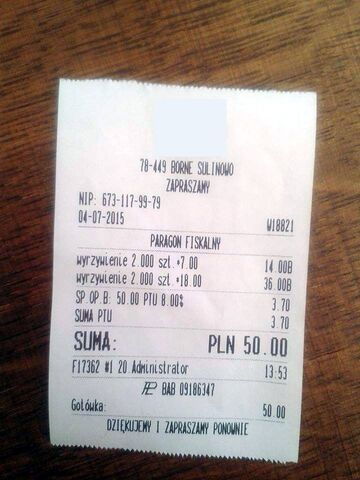 78-449 BORNE SULINOWO
ZAPRASZAMY
NIP: 673-117-99-79
04-07-2015 W18821
PARAGON FISKALNY
wyrzywienie 2.000 szt.*7.00 14.00B
wyrzywienie 2.000 szt *18.00 36.00B
SP.OP.B: 50.00 PTU 8.00% 3.70
SUMA PTU 3.70
SUMA: PLN 50.00
F17362 #1 20 Administrator 13:53
BAB 09186347
Gotówka: 50.00
DZIĘKUJEMY I ZAPRASZAMY PONOWNIE